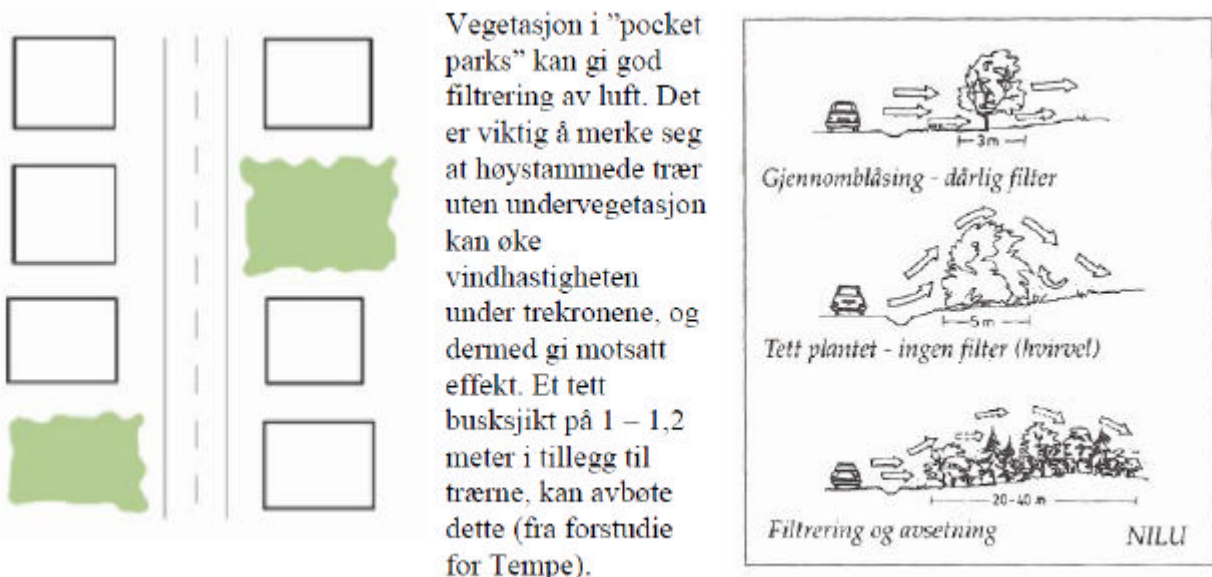 Vegetasjon i ”pocket
parks” kan gi god
filtrering av luft. Det
er viktig å merke seg
at høystammede trær
uten undervegetasjon
kan øke
vindhastigheten
under trekronene, og
dermed gi motsatt
effekt. Et tett
busksjikt på 1 – 1,2
meter i tillegg til
trærne, kan avbøte
dette (fra forstudie
for Tempe).
3m
Gjennomblåsing - dårlig filter
5 m
Tett plantet - ingen filter (hvirvel)
20-40 m
Filtrering og avsetning
NILU